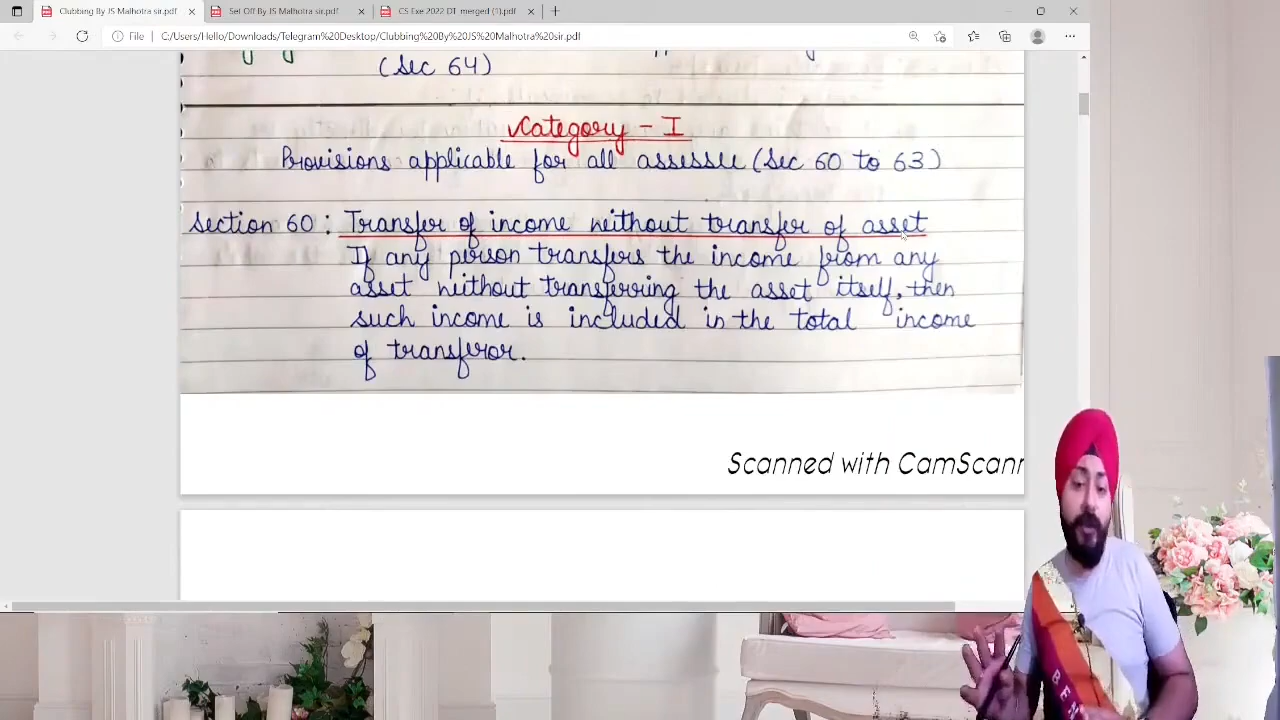 Clubbing By JS Malhotra sir.pdf
Set Off By JS Malhotra sir.pdf
CS Exe 2022 DT merged (1).pdf
File
C:/Users/Hello/Downloads/Telegram%20Desktop/Clubbing%20By%20JS%20Malhotra%20sir.pdf
(Sec 64)
Category - I
Provisions applicable for all assessee (Sec 60 to 63)
Section 60: Transfer of income without transfer of asset
If any person transfers the income from any
asset without transferring the asset itself, then
such income is included in the total income
of transferor.
Scanned with CamScann
BEN